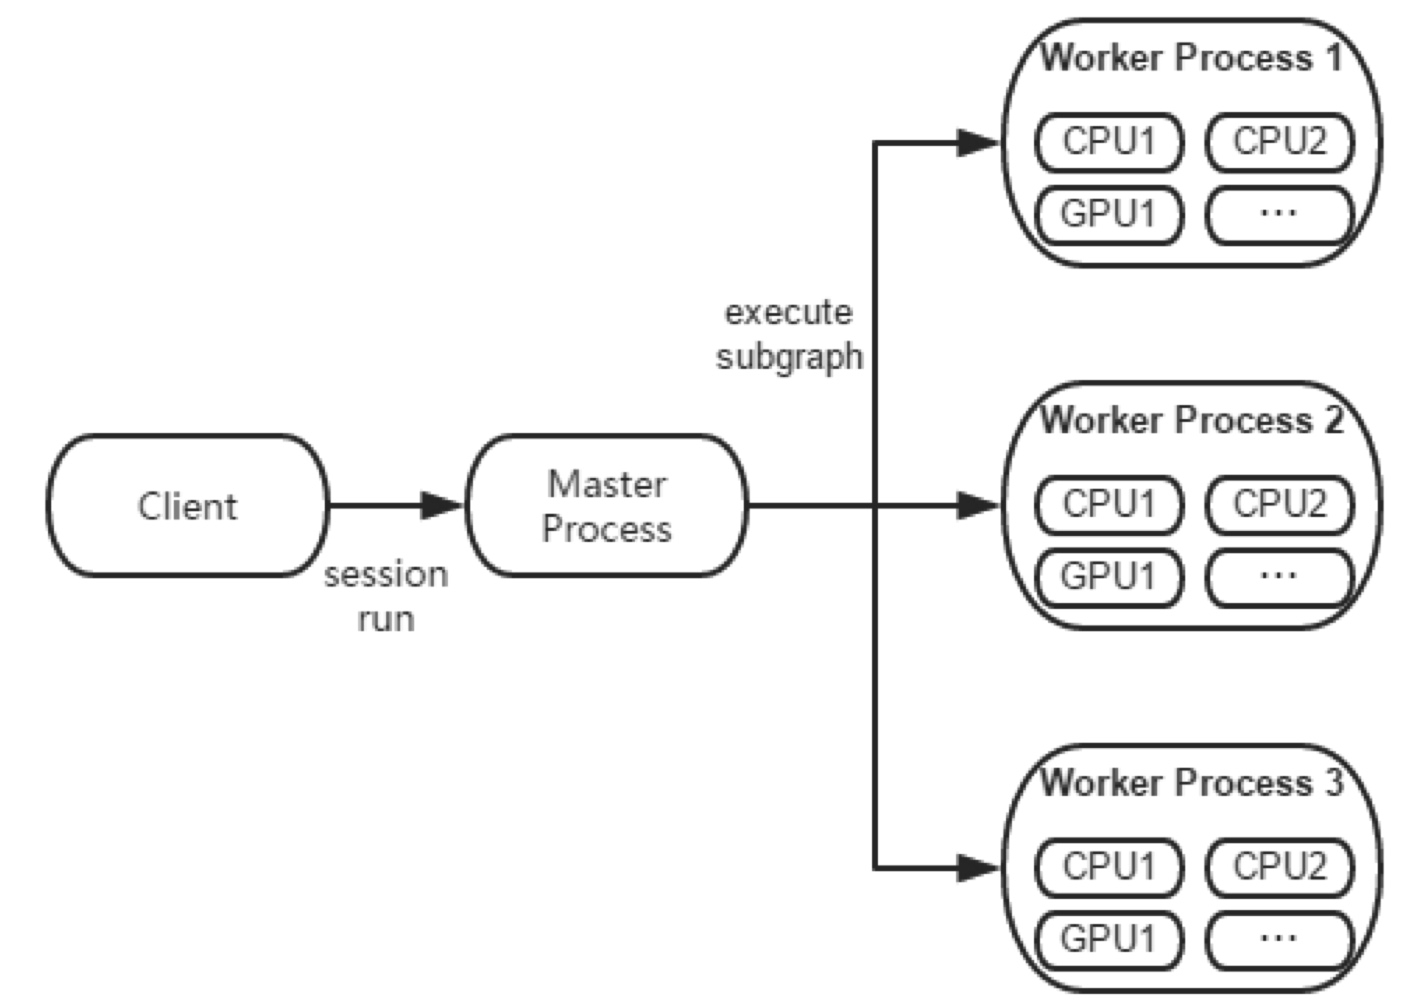 Client
session
run
Master
Process
execute
subgraph
Worker Process 1
CPU1 CPU2
GPU1 ...
Worker Process 2
CPU1 CPU2
GPU1 ...
Worker Process 3
CPU1 CPU2
GPU1 ...